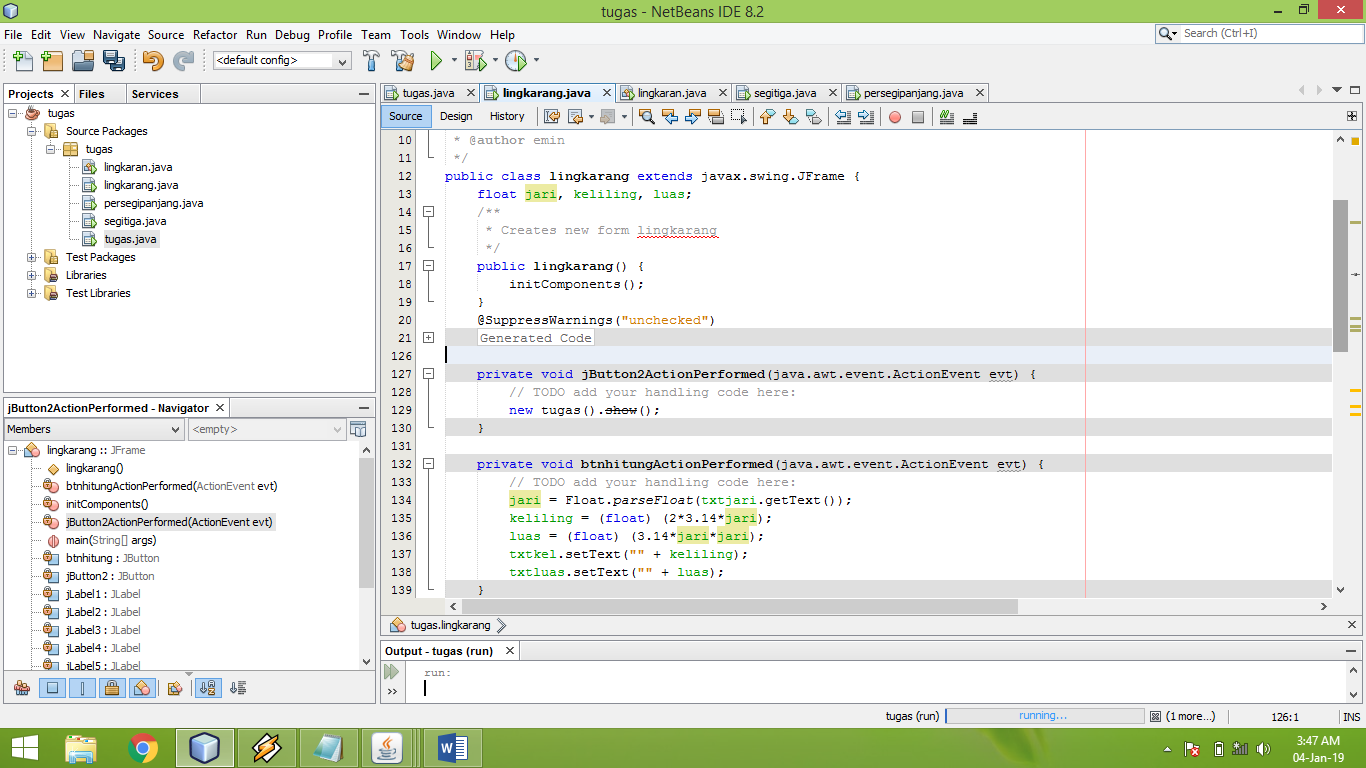 tugas - NetBeans IDE 8.2
File Edit View Navigate Source Refactor Run Debug Profile Team Tools Window Help
Search (Ctrl+I)
<default config>
Projects Files Services
tugas
Source Packages
tugas
lingkaran.java
lingkarang.java
persegipanjang.java
segitiga.java
tugas.java
Test Packages
Libraries
Test Libraries
jButton2ActionPerformed - Navigator
Members <empty>
lingkarang :: JFrame
lingkarang()
btnhitungActionPerformed(ActionEvent evt)
initComponents()
jButton2ActionPerformed(ActionEvent evt)
main(String[] args)
btnhitung : JButton
jButton2 : JButton
jLabel1 : JLabel
jLabel2 : JLabel
jLabel3 : JLabel
jLabel4 : JLabel
jLabel5 : JLabel
tugas.java lingkarang.java lingkaran.java segitiga.java persegipanjang.java
Source Design History
10 * @author emin
11 */
12 public class lingkarang extends javax.swing.JFrame {
13 float jari, keliling, luas;
14 /**
15 * Creates new form lingkarang
16 */
17 public lingkarang() {
18 initComponents();
19 }
20 @SuppressWarnings("unchecked")
21 Generated Code
126
127 private void jButton2ActionPerformed(java.awt.event.ActionEvent evt) {
128 // TODO add your handling code here:
129 new tugas().show();
130 }
131
132 private void btnhitungActionPerformed(java.awt.event.ActionEvent evt) {
133 // TODO add your handling code here:
134 jari = Float.parseFloat(txtjari.getText());
135 keliling = (float) (2*3.14*jari);
136 luas = (float) (3.14*jari*jari);
137 txtkel.setText("" + keliling);
138 txtluas.setText("" + luas);
139 }
tugas.lingkarang
Output - tugas (run)
run:
tugas (run) running... (1 more...) 126:1 INS
3:47 AM
04-Jan-19